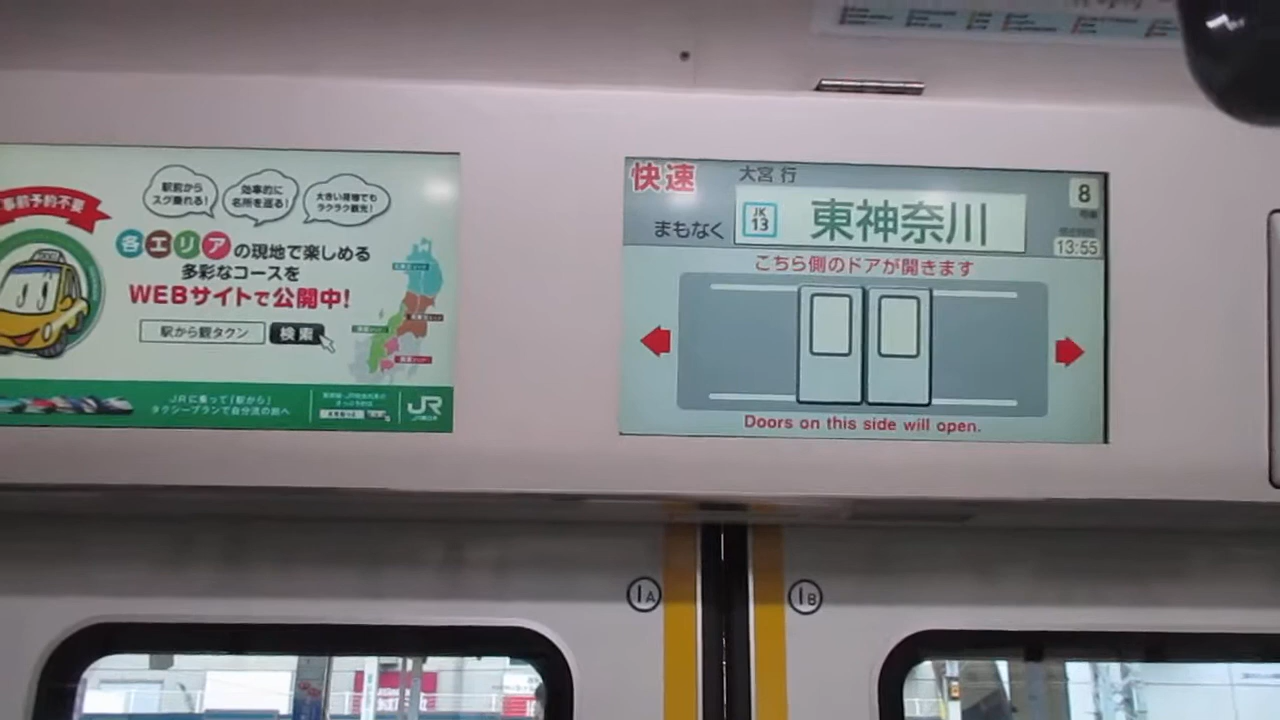 事前予約不要
駅前から
スグ乗れる!
効率的に
名所を巡る!
大きい荷物でも
ラクラク観光!
各エリアの現地で楽しめる
多彩なコースを
WEBサイトで公開中!
駅から観タクン
検索
JRに乗って「駅から」
タクシープランで自分流の旅へ
JR
JR東日本
快速
大宮 行
8
号車
まもなく
JK
13
東神奈川
13:55
こちら側のドアが開きます
Doors on this side will open.
1A
1B